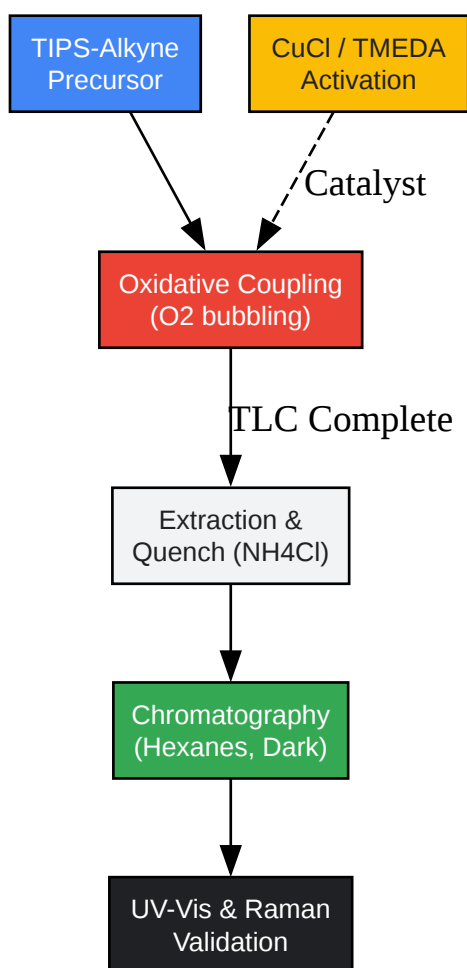 TIPS-Alkyne
Precursor
CuCl / TMEDA
Activation
Catalyst
Oxidative Coupling
(O2 bubbling)
TLC Complete
Extraction &
Quench (NH4Cl)
Chromatography
(Hexanes, Dark)
UV-Vis & Raman
Validation